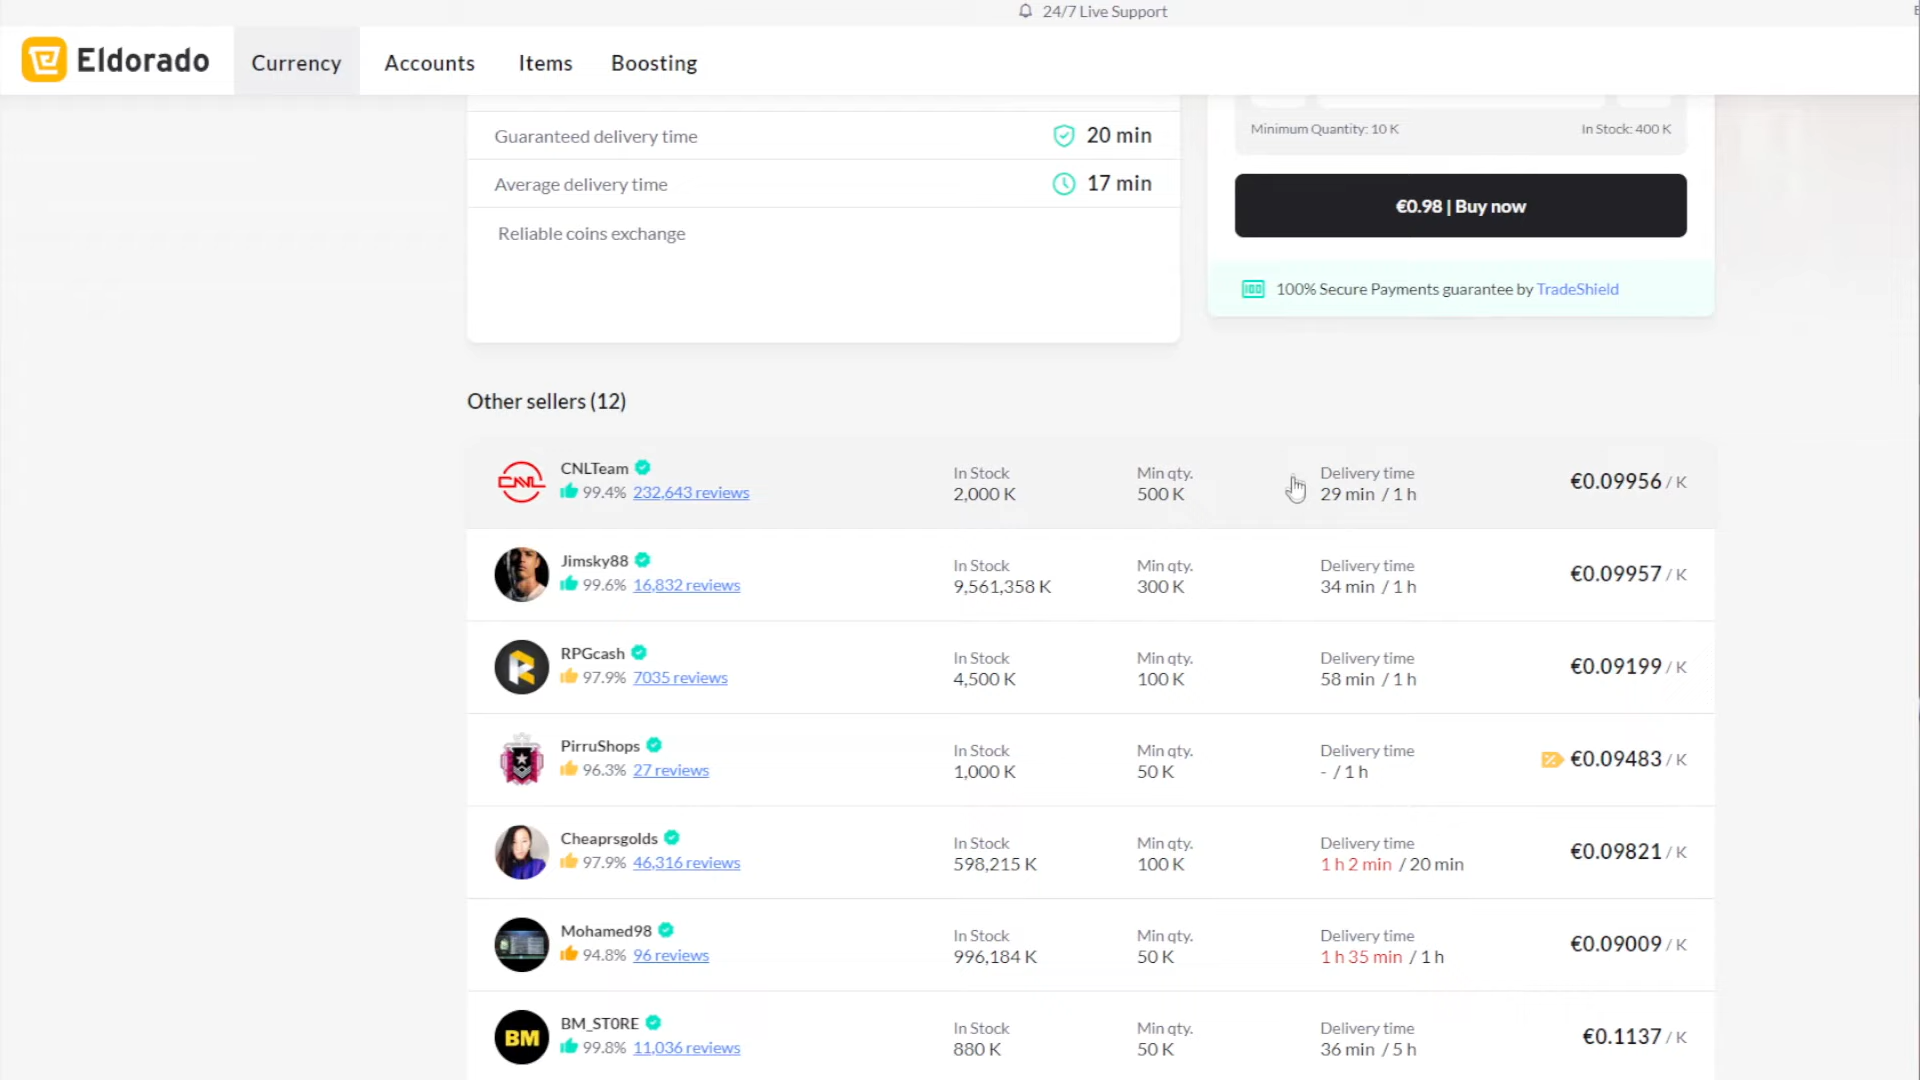 24/7 Live Support
Eldorado
Currency
Accounts
Items
Boosting
Guaranteed delivery time
20 min
Minimum Quantity: 10 K
In Stock: 400 K
Average delivery time
17 min
€0.98 | Buy now
Reliable coins exchange
100% Secure Payments guarantee by TradeShield
Other sellers (12)
CNLTeam
99.4% 232,643 reviews
In Stock
2,000 K
Min qty.
500 K
Delivery time
29 min / 1 h
€0.09956 / K
Jimsky88
99.6% 16,832 reviews
In Stock
9,561,358 K
Min qty.
300 K
Delivery time
34 min / 1 h
€0.09957 / K
RPGcash
97.9% 7035 reviews
In Stock
4,500 K
Min qty.
100 K
Delivery time
58 min / 1 h
€0.09199 / K
PirruShops
96.3% 27 reviews
In Stock
1,000 K
Min qty.
50 K
Delivery time
- / 1 h
€0.09483 / K
Cheaprsgolds
97.9% 46,316 reviews
In Stock
598,215 K
Min qty.
100 K
Delivery time
1 h 2 min / 20 min
€0.09821 / K
Mohamed98
94.8% 96 reviews
In Stock
996,184 K
Min qty.
50 K
Delivery time
1 h 35 min / 1 h
€0.09009 / K
BM
BM_ST0RE
99.8% 11,036 reviews
In Stock
880 K
Min qty.
50 K
Delivery time
36 min / 5 h
€0.1137 / K